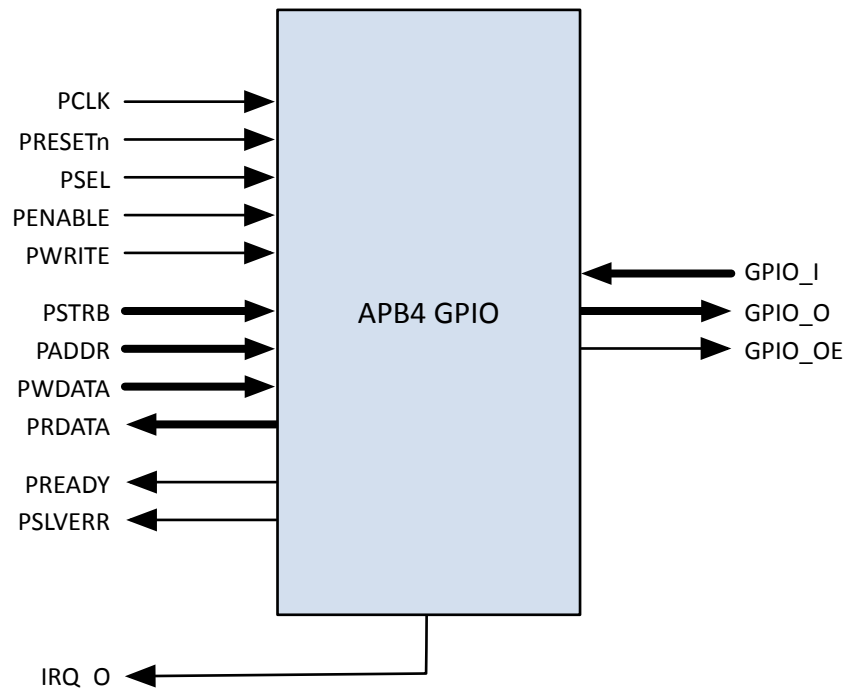 PCLK
PRESETn
PSEL
PENABLE
PWRITE
PSTRB
PADDR
PWDATA
PRDATA
PREADY
PSLVERR
IRQ_O
APB4 GPIO
GPIO_I
GPIO_O
GPIO_OE